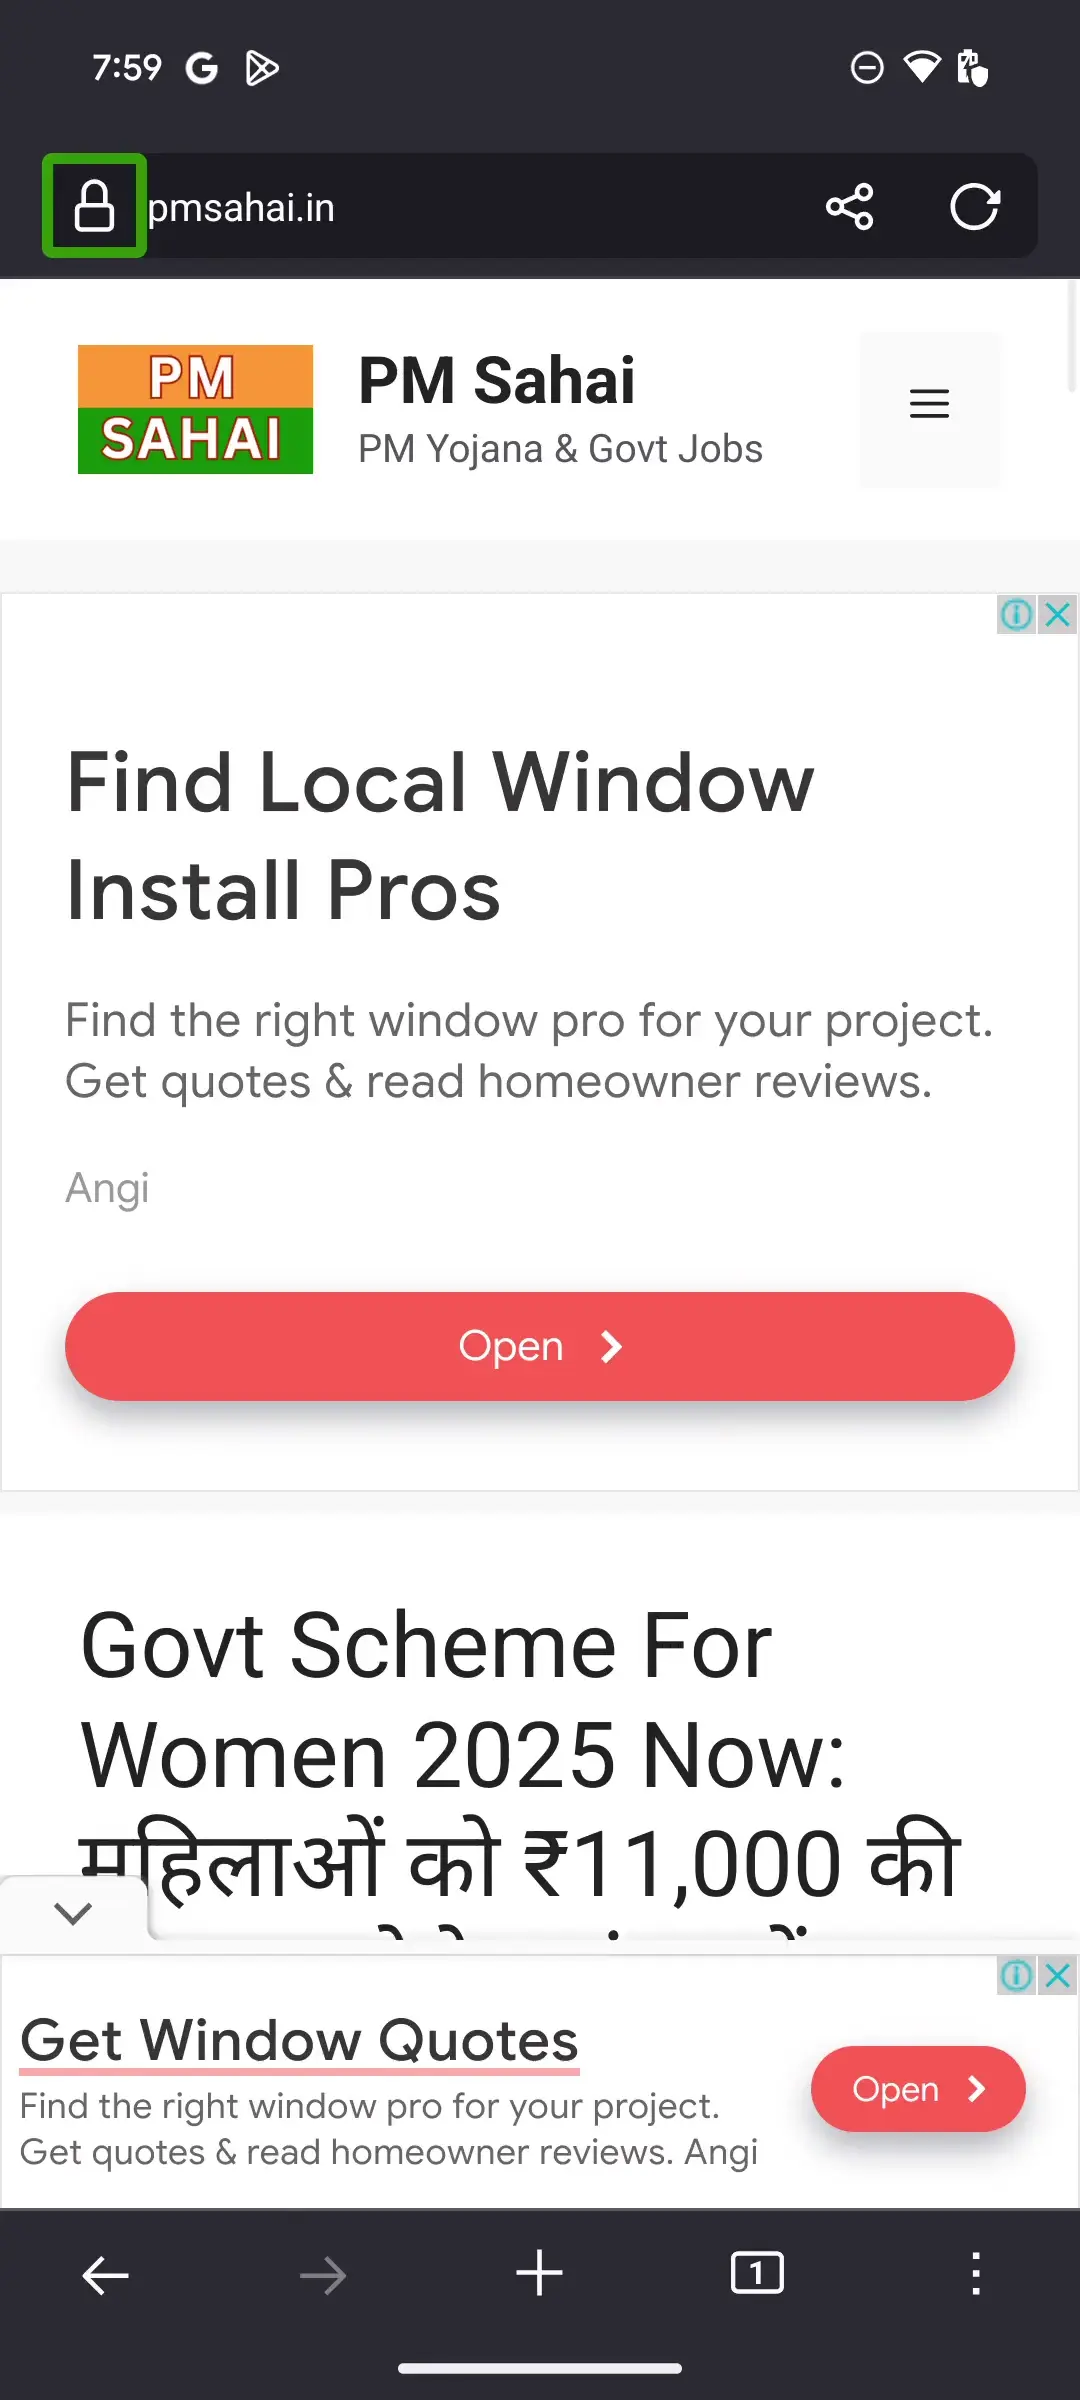 7:59
pmsahai.in
PM
SAHAI
PM Sahai
PM Yojana & Govt Jobs
Find Local Window
Install Pros
Find the right window pro for your project.
Get quotes & read homeowner reviews.
Angi
Open
Govt Scheme For
Women 2025 Now:
महिलाओं को ₹11,000 की
Get Window Quotes
Find the right window pro for your project.
Get quotes & read homeowner reviews. Angi
Open
1